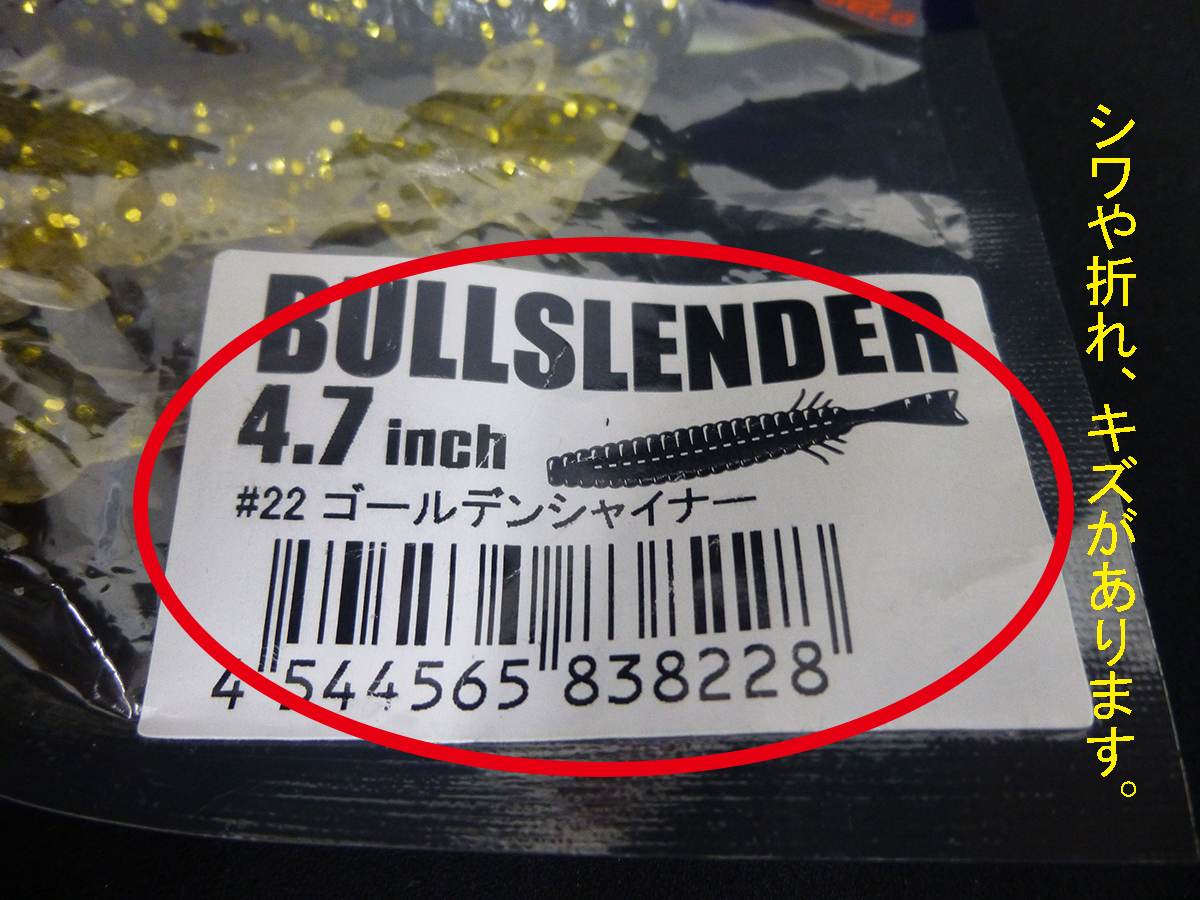 BULLSLENDER
4.7 inch
#22 ゴールデンシャイナー
4 544565 838228
シワや折れ、キズがあります。